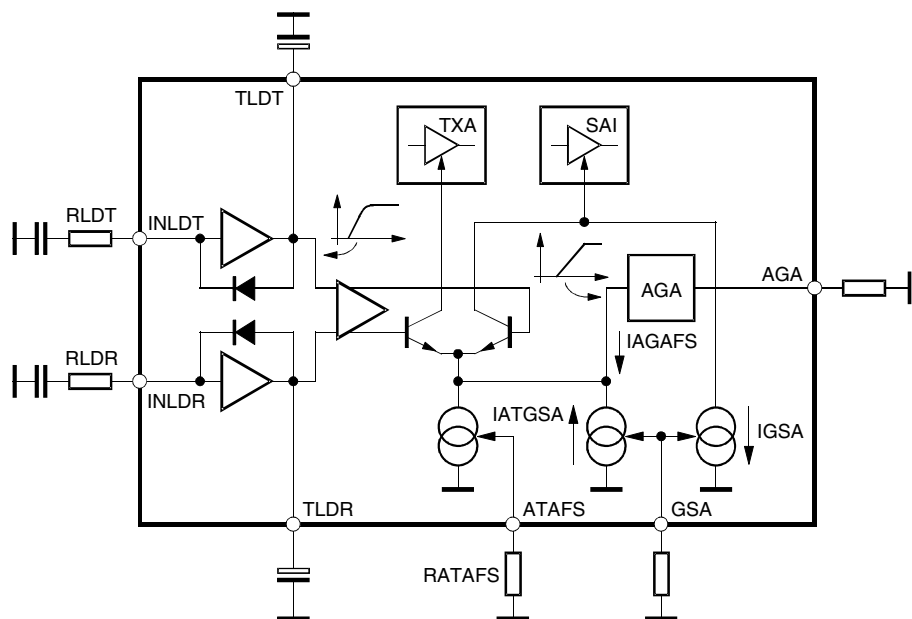 TLDT
TXA
SAI
RLDT
INLDT
AGA
AGA
IAGAFS
RLDR
INLDR
IATGSA
IGSA
TLDR
ATAFS
GSA
RATAFS